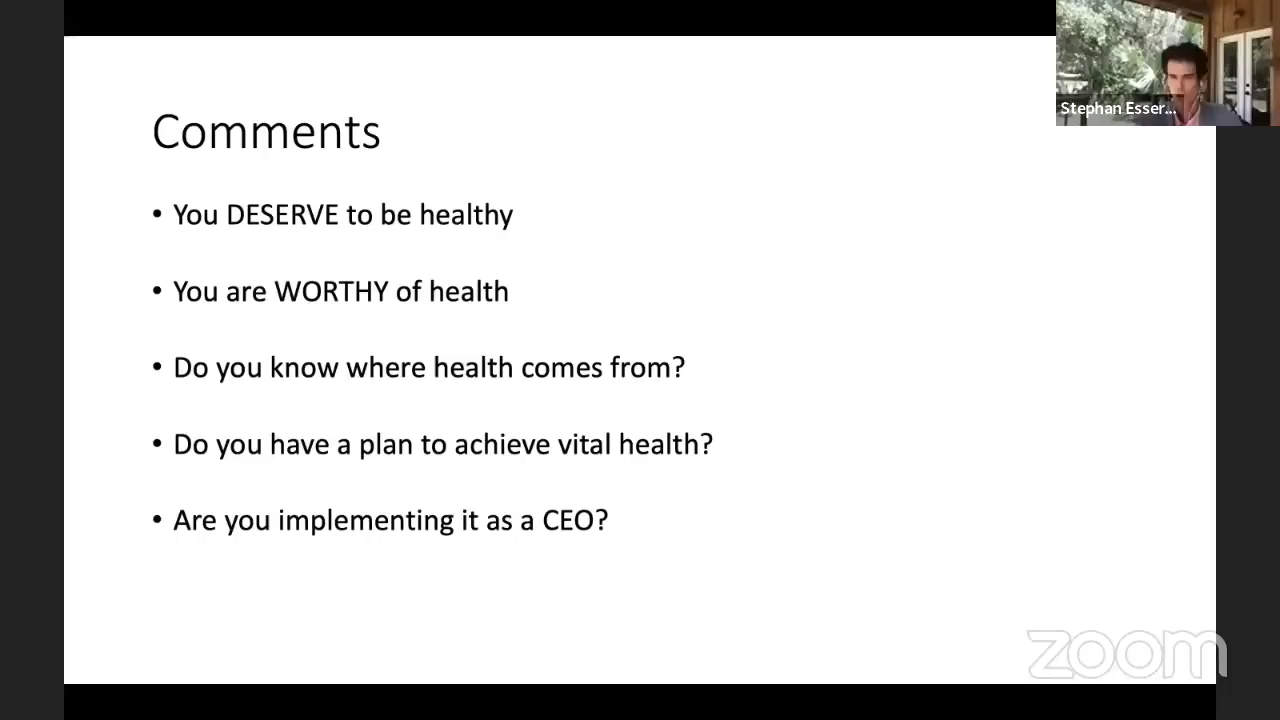 Stephan Esser...
Comments
• You DESERVE to be healthy
• You are WORTHY of health
• Do you know where health comes from?
• Do you have a plan to achieve vital health?
• Are you implementing it as a CEO?
zoom